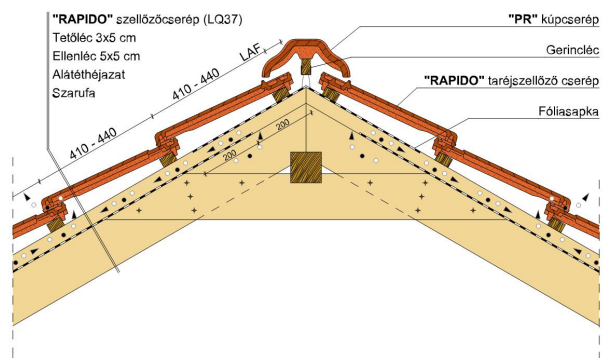 "RAPIDO" szellőzőcserép (LQ37)
Tetőléc 3x5 cm
Ellenléc 5x5 cm
Alátéthéjazat
Szarufa
"PR" kúpcserép
Gerincléc
"RAPIDO" taréjszellőző cserép
Fóliasapka
LAF
410 - 440
410 - 440
200
200